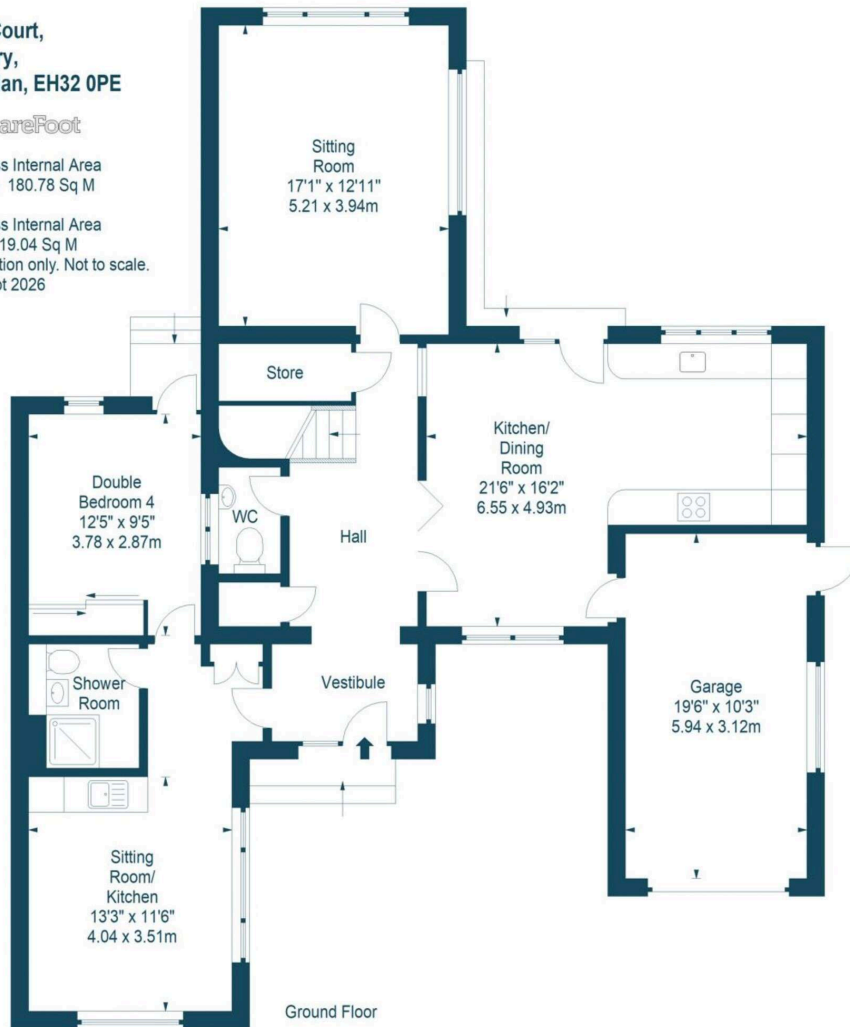 Court,
an, EH32 0PE
areFoot
s Internal Area
180.78 Sq M
s Internal Area
19.04 Sq M
tion only. Not to scale.
2026
Sitting
Room
17'1" x 12'11"
5.21 x 3.94m
Store
Kitchen/
Dining
Room
21'6" x 16'2"
6.55 x 4.93m
Double
Bedroom 4
12'5" x 9'5"
3.78 x 2.87m
WC
Hall
Shower
Room
Vestibule
Garage
19'6" x 10'3"
5.94 x 3.12m
Sitting
Room/
Kitchen
13'3" x 11'6"
4.04 x 3.51m
Ground Floor